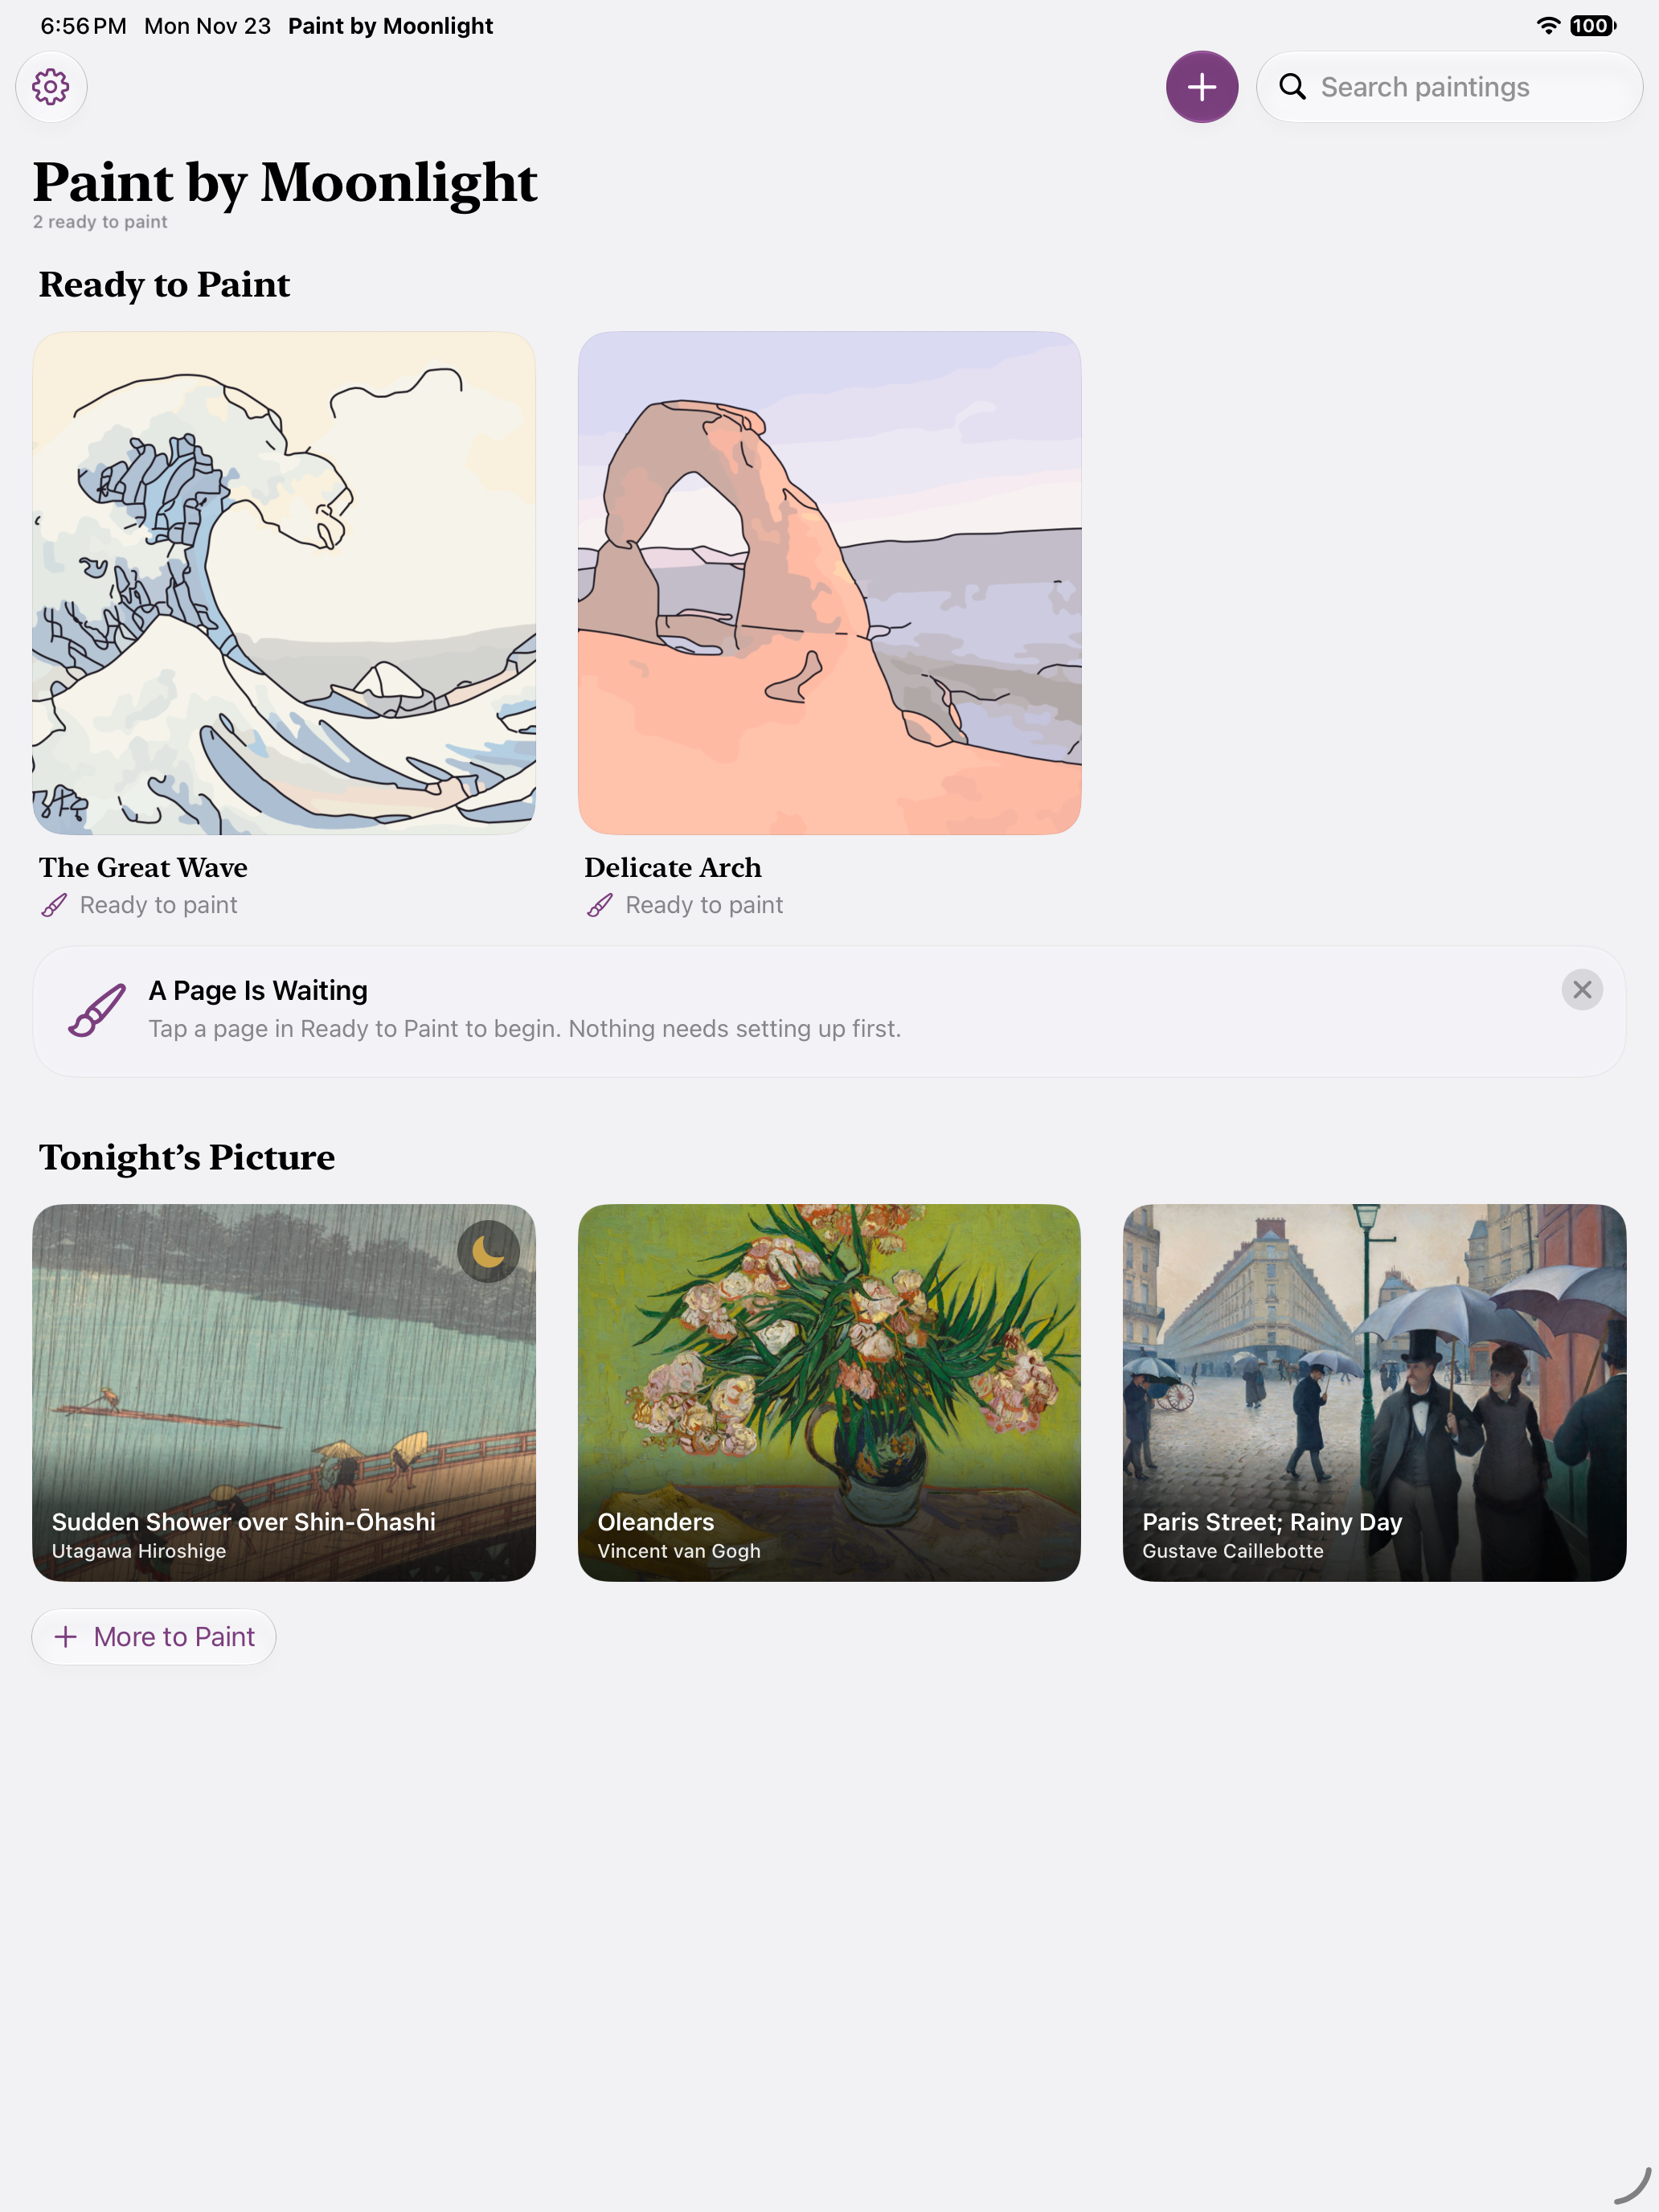 6:56 PM Mon Nov 23 Paint by Moonlight
100
Search paintings
Paint by Moonlight
2 ready to paint
Ready to Paint
The Great Wave
Ready to paint
Delicate Arch
Ready to paint
A Page Is Waiting
Tap a page in Ready to Paint to begin. Nothing needs setting up first.
Tonight’s Picture
Sudden Shower over Shin-Ōhashi
Utagawa Hiroshige
Oleanders
Vincent van Gogh
Paris Street; Rainy Day
Gustave Caillebotte
More to Paint